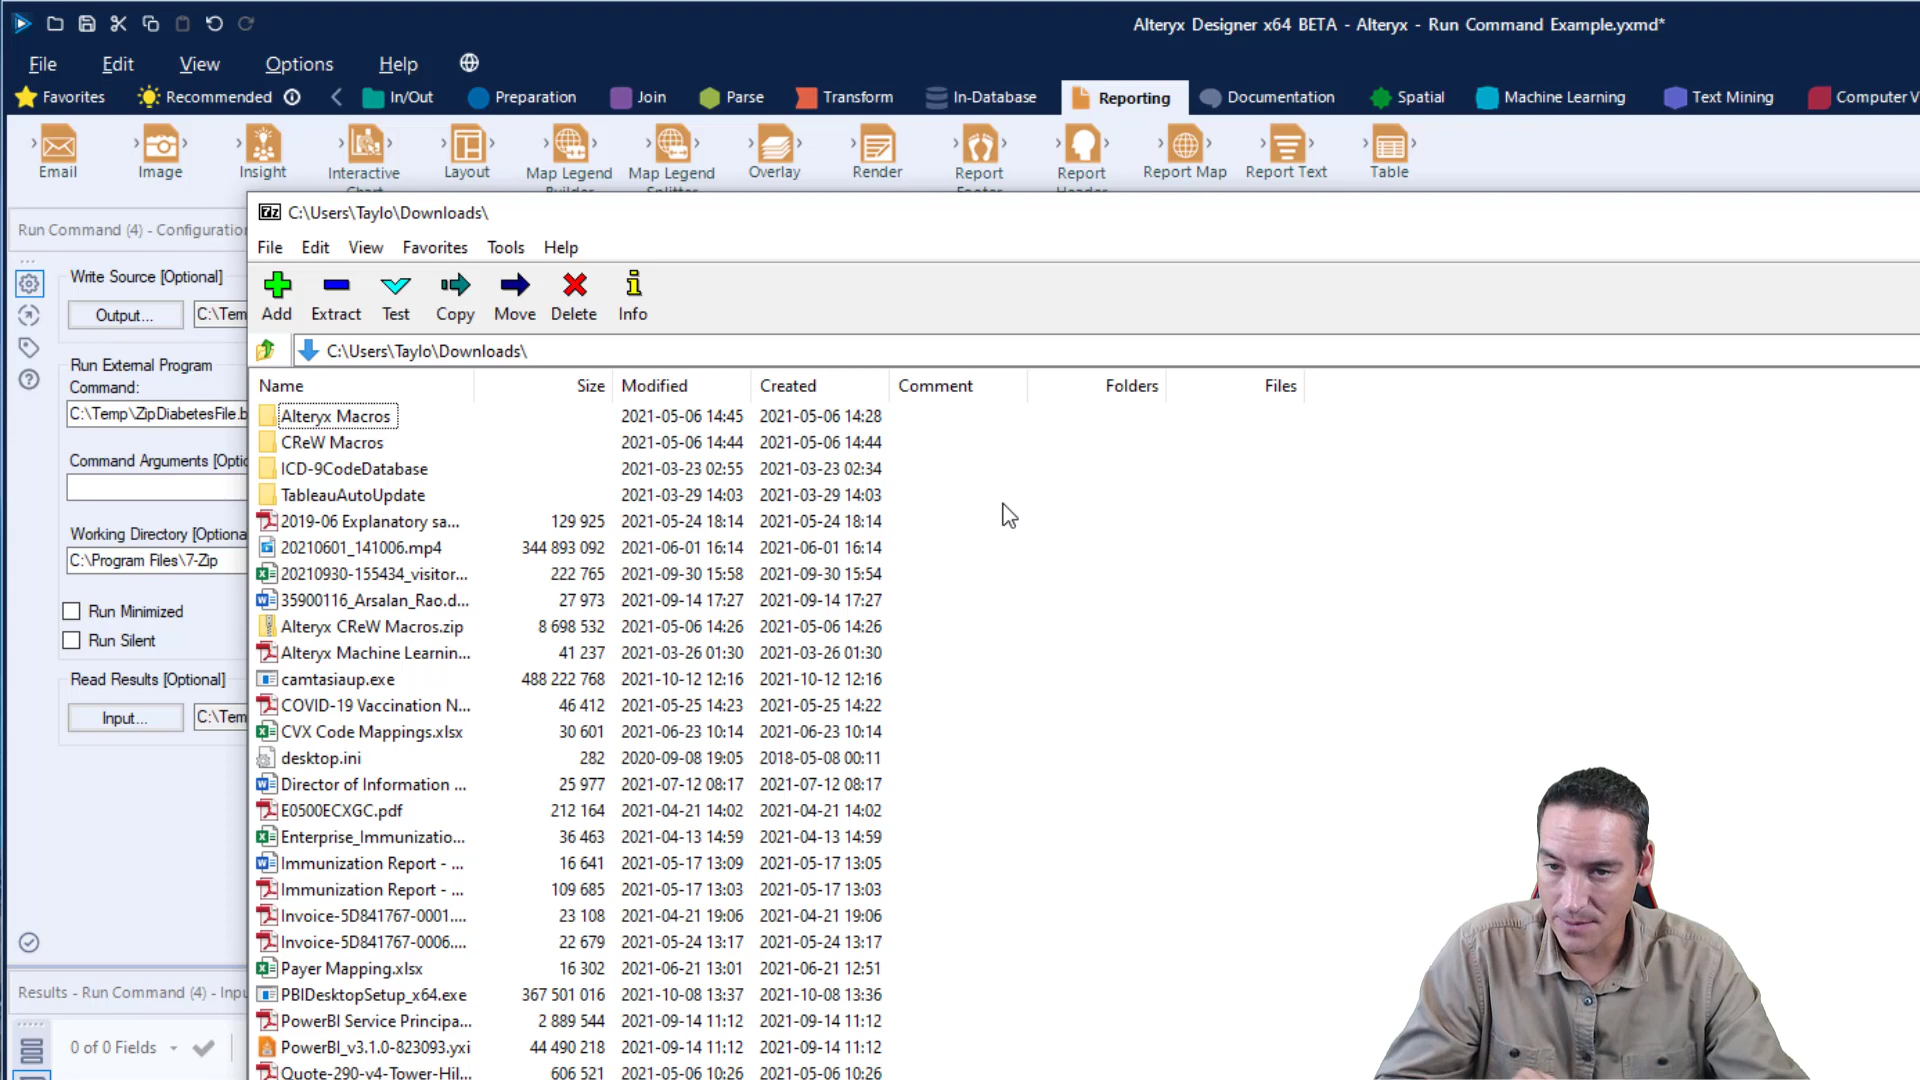 Alteryx Designer x64 BETA - Alteryx - Run Command Example.yxmd*
File Edit View Options Help
Favorites Recommended In/Out Preparation Join Parse Transform In-Database Reporting Documentation Spatial Machine Learning Text Mining Computer V
Email Image Insight Interactive Layout Map Legend Map Legend Overlay Render Report Report Report Map Report Text Table
Run Command (4) - Configuration
C:\Users\Taylo\Downloads\
File Edit View Favorites Tools Help
Write Source [Optional]
Output... C:\Tem
Add Extract Test Copy Move Delete Info
C:\Users\Taylo\Downloads\
Run External Program
Command:
C:\Temp\ZipDiabetesFile.b
Command Arguments [Optio
Working Directory [Optiona
C:\Program Files\7-Zip
Run Minimized
Run Silent
Read Results [Optional]
Input... C:\Tem
Name Size Modified Created Comment Folders Files
Alteryx Macros 2021-05-06 14:45 2021-05-06 14:28
CReW Macros 2021-05-06 14:44 2021-05-06 14:44
ICD-9CodeDatabase 2021-03-23 02:55 2021-03-23 02:34
TableauAutoUpdate 2021-03-29 14:03 2021-03-29 14:03
2019-06 Explanatory sa... 129 925 2021-05-24 18:14 2021-05-24 18:14
20210601_141006.mp4 344 893 092 2021-06-01 16:14 2021-06-01 16:14
20210930-155434_visitor... 222 765 2021-09-30 15:58 2021-09-30 15:54
35900116_Arsalan_Rao.d... 27 973 2021-09-14 17:27 2021-09-14 17:27
Alteryx CReW Macros.zip 8 698 532 2021-05-06 14:26 2021-05-06 14:26
Alteryx Machine Learnin... 41 237 2021-03-26 01:30 2021-03-26 01:30
camtasiaup.exe 488 222 768 2021-10-12 12:16 2021-10-12 12:16
COVID-19 Vaccination N... 46 412 2021-05-25 14:23 2021-05-25 14:22
CVX Code Mappings.xlsx 30 601 2021-06-23 10:14 2021-06-23 10:14
desktop.ini 282 2020-09-08 19:05 2018-05-08 00:11
Director of Information ... 25 977 2021-07-12 08:17 2021-07-12 08:17
E0500ECXGC.pdf 212 164 2021-04-21 14:02 2021-04-21 14:02
Enterprise_Immunizatio... 36 463 2021-04-13 14:59 2021-04-13 14:59
Immunization Report - ... 16 641 2021-05-17 13:09 2021-05-17 13:05
Immunization Report - ... 109 685 2021-05-17 13:03 2021-05-17 13:03
Invoice-5D841767-0001.... 23 108 2021-04-21 19:06 2021-04-21 19:06
Invoice-5D841767-0006.... 22 679 2021-05-24 13:17 2021-05-24 13:17
Payer Mapping.xlsx 16 302 2021-06-21 13:01 2021-06-21 12:51
PBIDesktopSetup_x64.exe 367 501 016 2021-10-08 13:37 2021-10-08 13:36
PowerBI Service Principa... 2 889 544 2021-09-14 11:12 2021-09-14 11:12
PowerBI_v3.1.0-823093.yxi 44 490 218 2021-09-14 11:12 2021-09-14 11:12
Quote-290-v4-Tower-Hil... 606 521 2021-05-06 10:26 2021-05-06 10:26
Results - Run Command (4) - Inpu
0 of 0 Fields